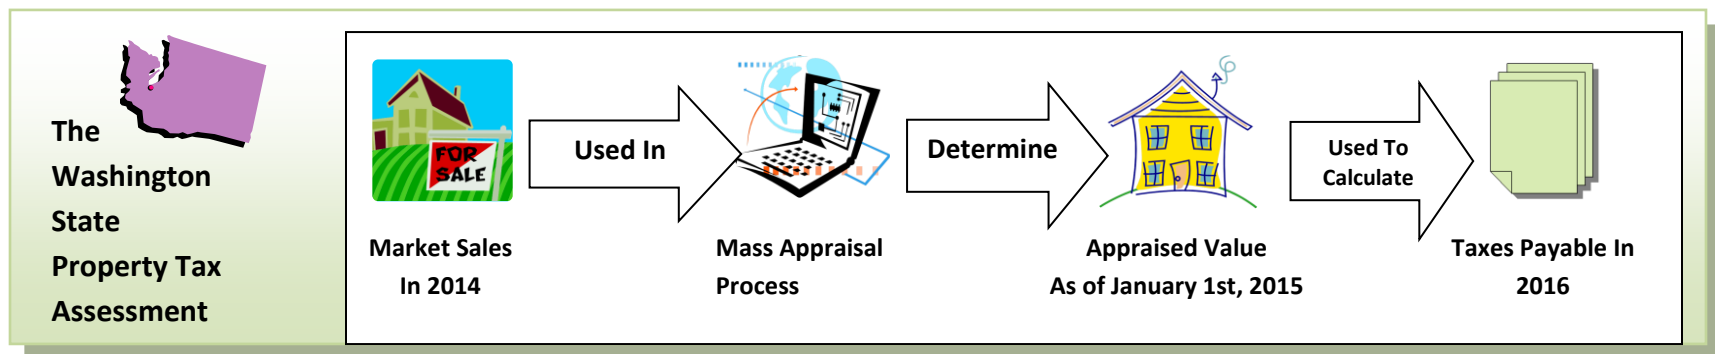 The
Washington
State
Property Tax
Assessment
FOR
SALE
Used In
Determine
Used To
Calculate
Market Sales
In 2014
Mass Appraisal
Process
Appraised Value
As of January 1st, 2015
Taxes Payable In
2016